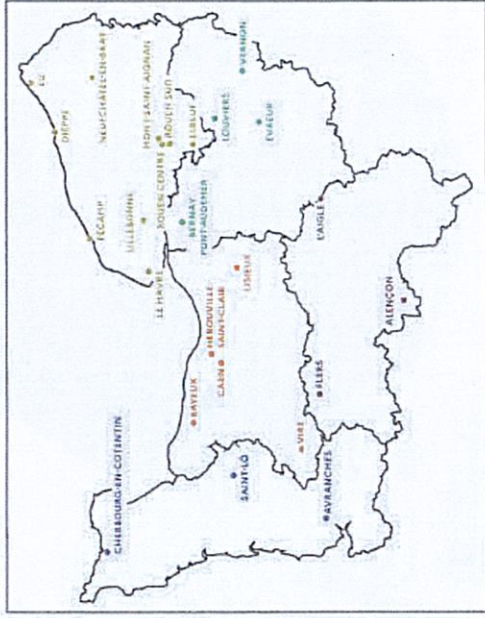 EU
DIEPPE
NEUFCHÂTEL-EN-BRAY
FÉCAMP
LILLEBONNE
MONT-SAINT-AIGNAN
ROUEN CENTRE
ROUEN SUD
LE HAVRE
ELBEUF
VERNON
LOUVIERS
ÉVREUX
BERNAY
PONT-AUDEMER
CHERBOURG-EN-COTENTIN
BAYEUX
HÉROUVILLE-
SAINT-CLAIR
CAEN
LISIEUX
SAINT-LÔ
VIRE
AVRANCHES
FLERS
L'AIGLE
ALENÇON